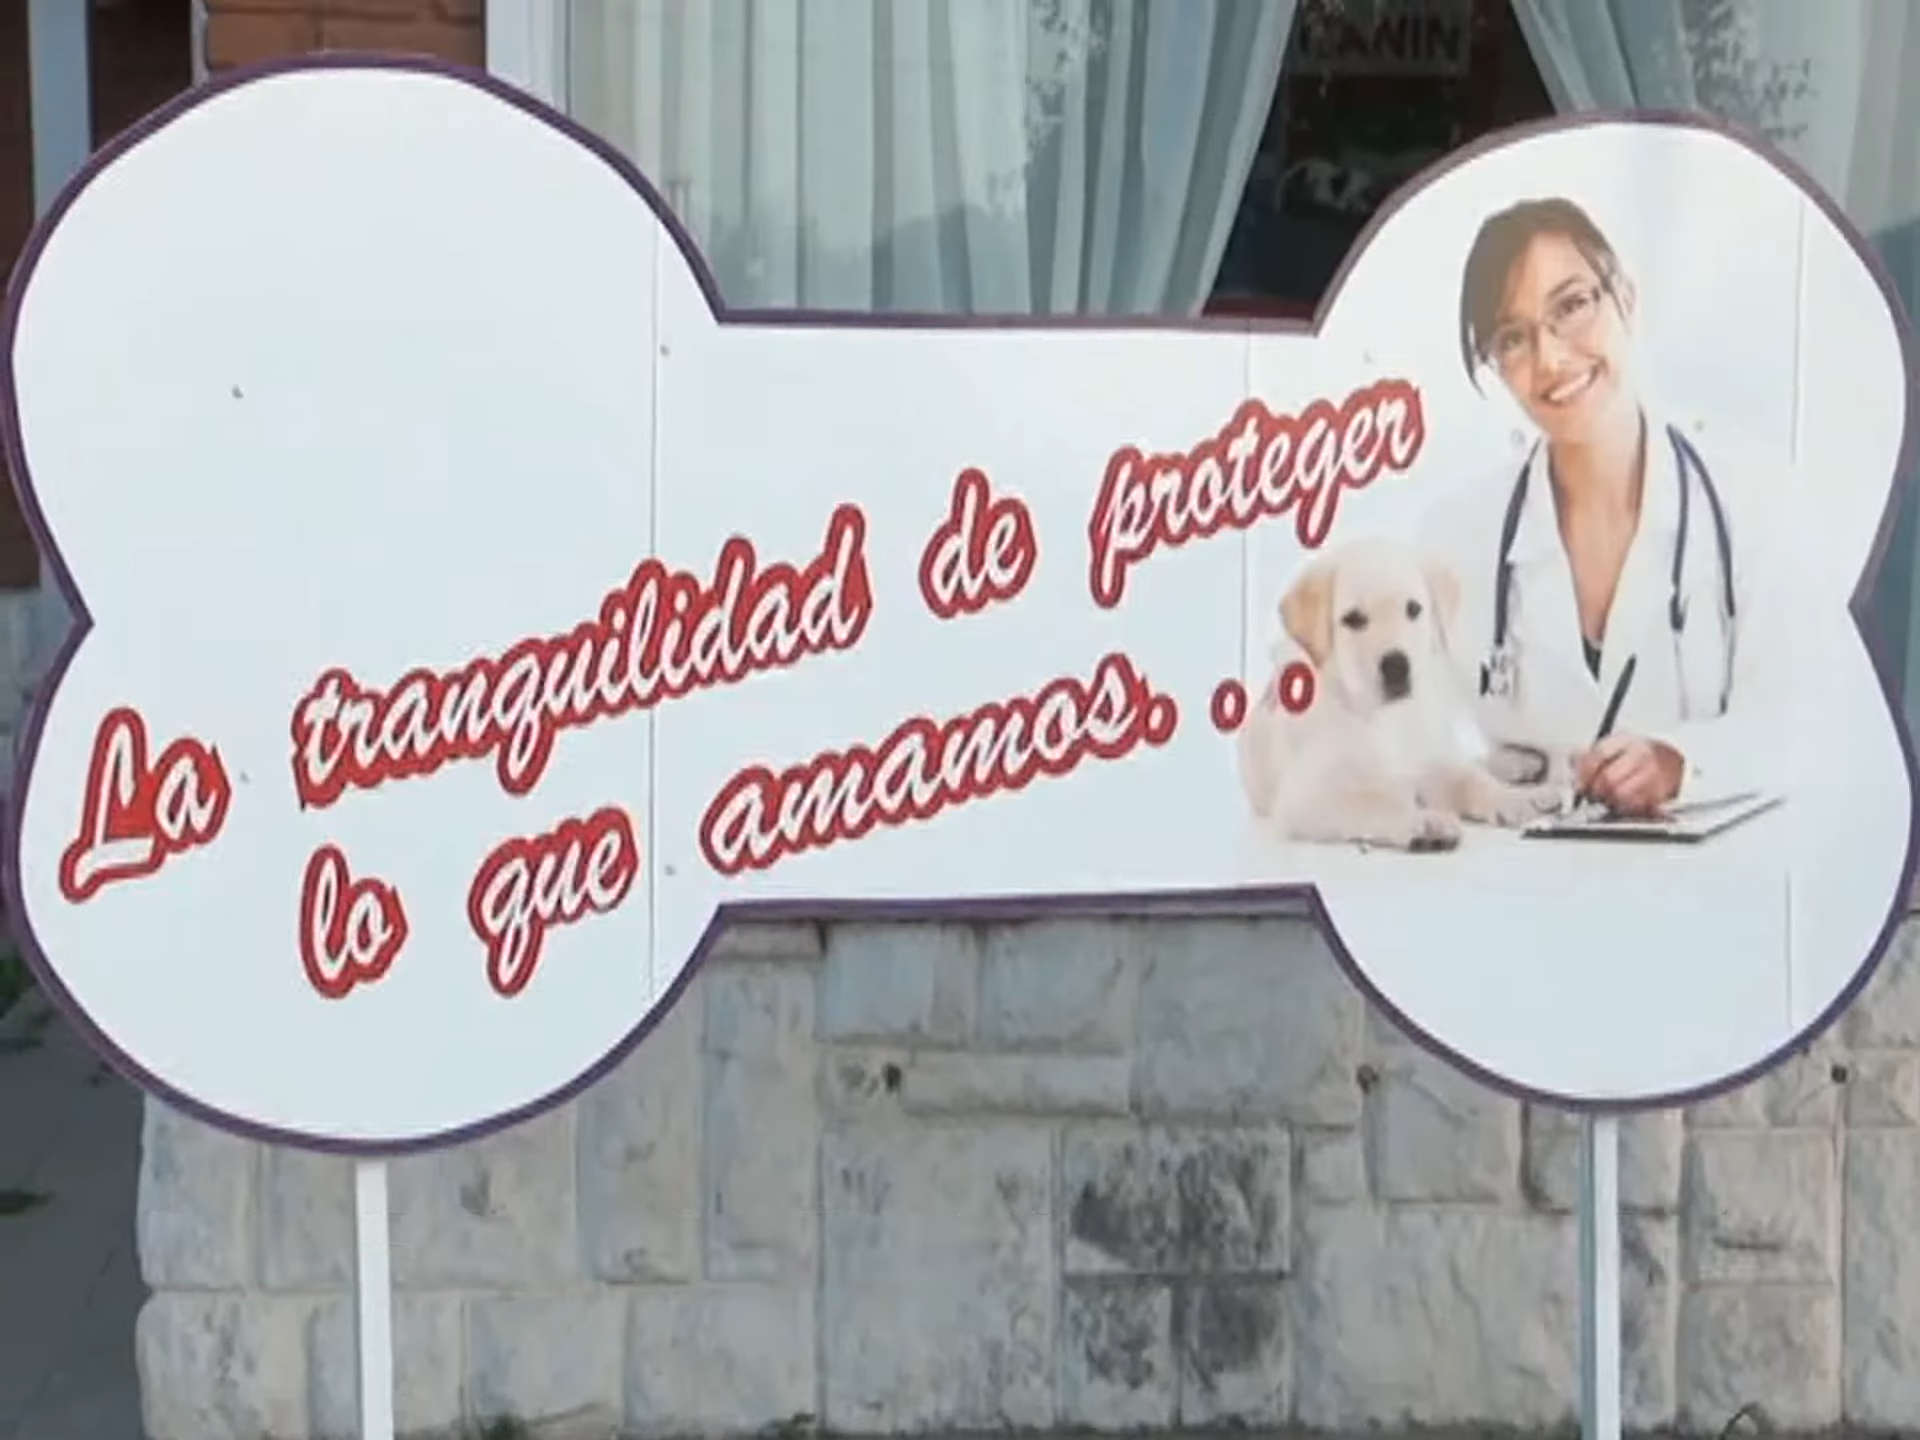 La tranquilidad de proteger
lo que amamos. . .